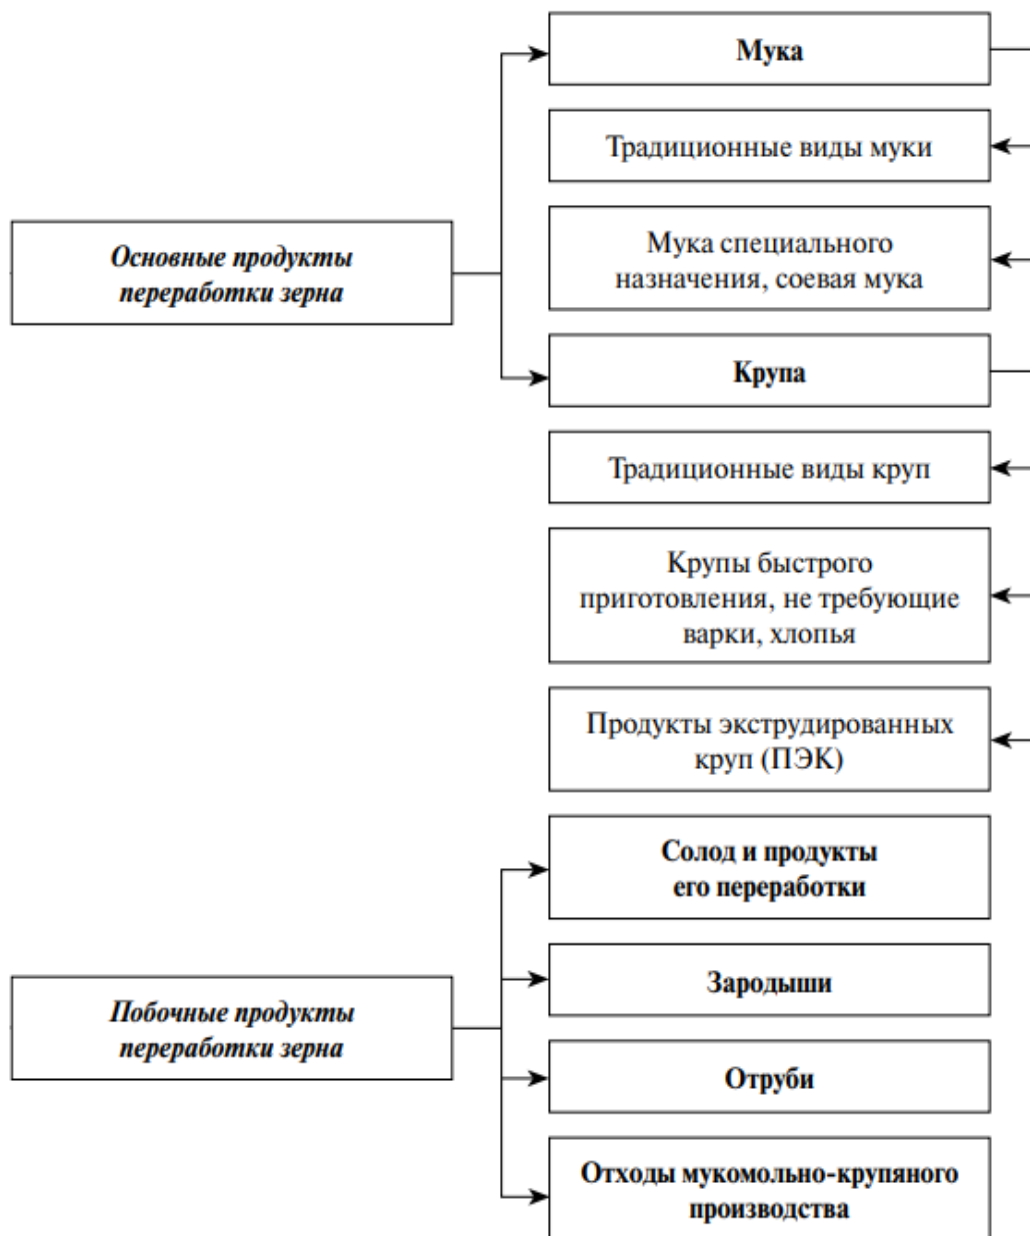 Мука
Традиционные виды муки
Мука специального
назначения, соевая мука
Основные продукты
переработки зерна
Крупа
Традиционные виды круп
Крупы быстрого
приготовления, не требующие
варки, хлопья
Продукты экструдированных
круп (ПЭК)
Солод и продукты
его переработки
Зародыши
Побочные продукты
переработки зерна
Отруби
Отходы мукомольно-крупяного
производства